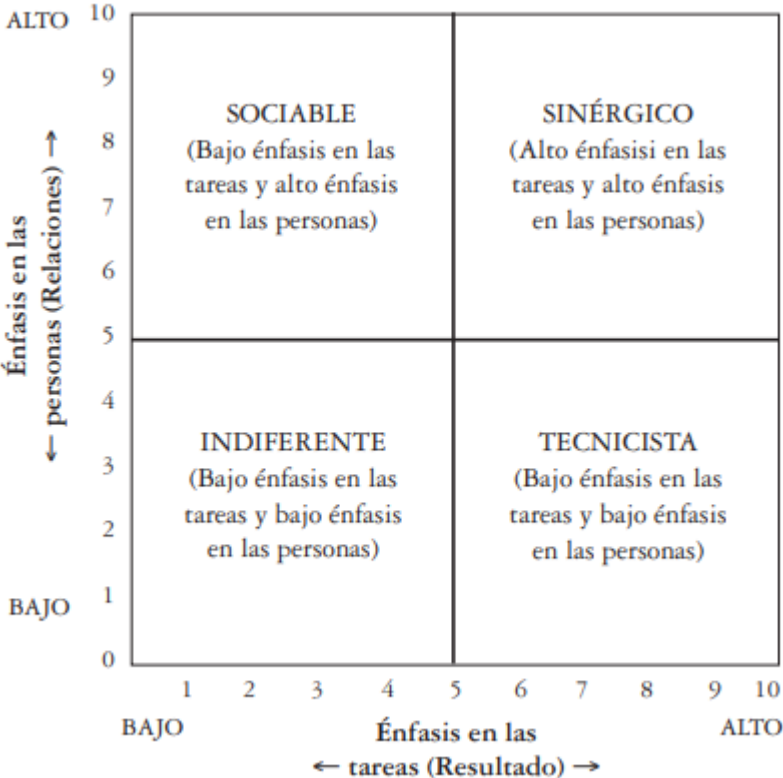 ALTO
10
9
8
7
6
5
4
3
2
1
0
BAJO
Énfasis en las
← personas (Relaciones) →
SOCIABLE
(Bajo énfasis en las
tareas y alto énfasis
en las personas)
SINÉRGICO
(Alto énfasisi en las
tareas y alto énfasis
en las personas)
INDIFERENTE
(Bajo énfasis en las
tareas y bajo énfasis
en las personas)
TECNICISTA
(Bajo énfasis en las
tareas y bajo énfasis
en las personas)
1 2 3 4 5 6 7 8 9 10
BAJO
Énfasis en las
← tareas (Resultado) →
ALTO